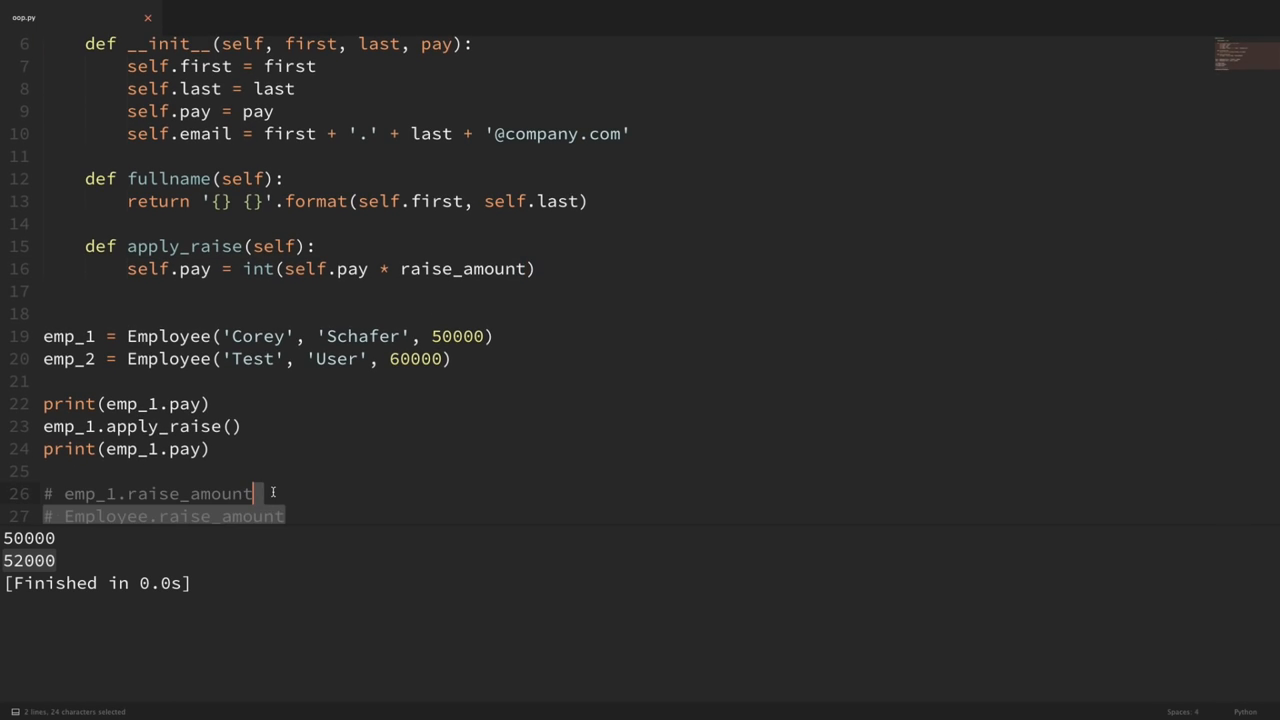 oop.py ×
6     def __init__(self, first, last, pay):
7         self.first = first
8         self.last = last
9         self.pay = pay
10         self.email = first + '.' + last + '@company.com'
11
12     def fullname(self):
13         return '{} {}'.format(self.first, self.last)
14
15     def apply_raise(self):
16         self.pay = int(self.pay * raise_amount)
17
18
19 emp_1 = Employee('Corey', 'Schafer', 50000)
20 emp_2 = Employee('Test', 'User', 60000)
21
22 print(emp_1.pay)
23 emp_1.apply_raise()
24 print(emp_1.pay)
25
26 # emp_1.raise_amount
27 # Employee.raise_amount
50000
52000
[Finished in 0.0s]
2 lines, 24 characters selected Spaces: 4 Python